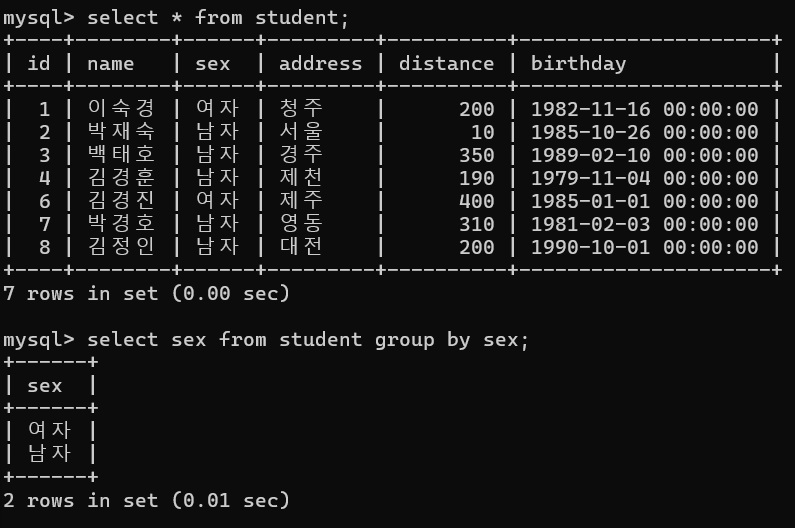 mysql> select * from student;
+----+--------+------+---------+----------+---------------------+
| id | name   | sex  | address | distance | birthday            |
+----+--------+------+---------+----------+---------------------+
|  1 | 이숙경 | 여자 | 청주    |      200 | 1982-11-16 00:00:00 |
|  2 | 박재숙 | 남자 | 서울    |       10 | 1985-10-26 00:00:00 |
|  3 | 백태호 | 남자 | 경주    |      350 | 1989-02-10 00:00:00 |
|  4 | 김경훈 | 남자 | 제천    |      190 | 1979-11-04 00:00:00 |
|  6 | 김경진 | 여자 | 제주    |      400 | 1985-01-01 00:00:00 |
|  7 | 박경호 | 남자 | 영동    |      310 | 1981-02-03 00:00:00 |
|  8 | 김정인 | 남자 | 대전    |      200 | 1990-10-01 00:00:00 |
+----+--------+------+---------+----------+---------------------+
7 rows in set (0.00 sec)
mysql> select sex from student group by sex;
+------+
| sex  |
+------+
| 여자 |
| 남자 |
+------+
2 rows in set (0.01 sec)